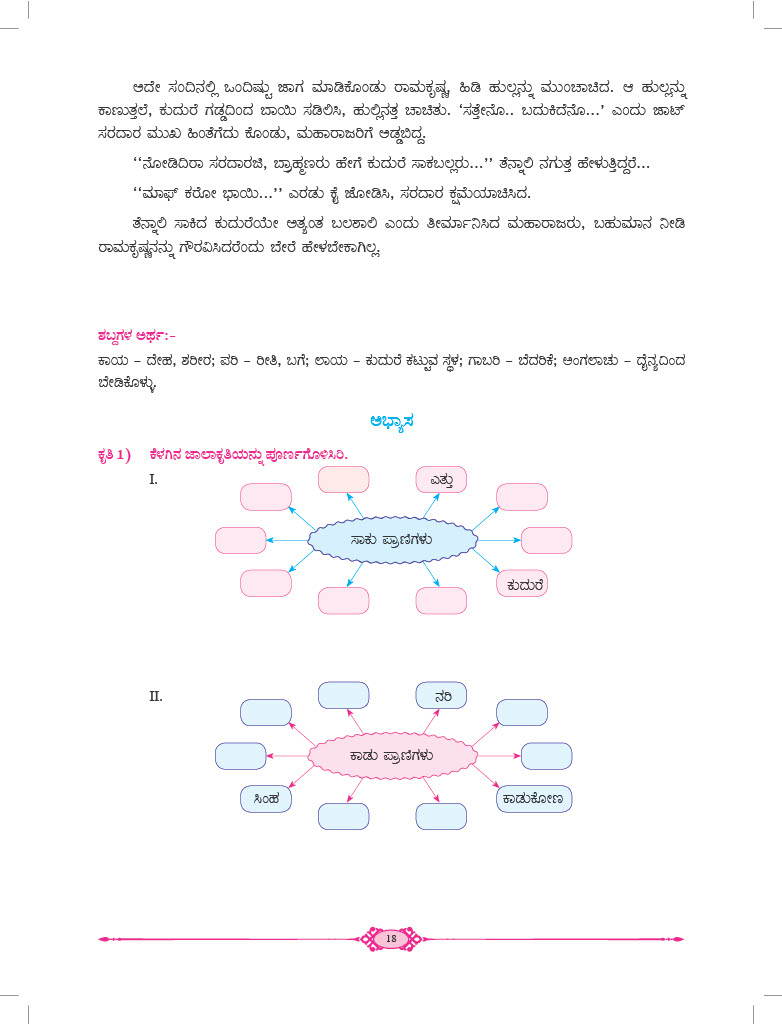 ಅದೇ ಸಂದಿನಲ್ಲಿ ಒಂದಿಷ್ಟು ಜಾಗ ಮಾಡಿಕೊಂಡು ರಾಮಕೃಷ್ಣ, ಹಿಡಿ ಹುಲ್ಲನ್ನು ಮುಂಚಾಚಿದ. ಆ ಹುಲ್ಲನ್ನು
ಕಾಣುತ್ತಲೆ, ಕುದುರೆ ಗಡ್ಡದಿಂದ ಬಾಯಿ ಸಡಿಲಿಸಿ, ಹುಲ್ಲಿನತ್ತ ಚಾಚಿತು. ‘ಸತ್ತೇನೊ.. ಬದುಕಿದೆನೊ...’ ಎಂದು ಜಾಟ್
ಸರದಾರ ಮುಖ ಹಿಂತೆಗೆದು ಕೊಂಡು, ಮಹಾರಾಜರಿಗೆ ಅಡ್ಡಬಿದ್ದ.
‘‘ನೋಡಿದಿರಾ ಸರದಾರಜಿ, ಬ್ರಾಹ್ಮಣರು ಹೇಗೆ ಕುದುರೆ ಸಾಕಬಲ್ಲರು...’’ ತೆನ್ನಾಲಿ ನಗುತ್ತ ಹೇಳುತ್ತಿದ್ದರೆ...
‘‘ಮಾಫ್ ಕರೋ ಭಾಯಿ...’’ ಎರಡು ಕೈ ಜೋಡಿಸಿ, ಸರದಾರ ಕ್ಷಮೆಯಾಚಿಸಿದ.
ತೆನ್ನಾಲಿ ಸಾಕಿದ ಕುದುರೆಯೇ ಅತ್ಯಂತ ಬಲಶಾಲಿ ಎಂದು ತೀರ್ಮಾನಿಸಿದ ಮಹಾರಾಜರು, ಬಹುಮಾನ ನೀಡಿ
ರಾಮಕೃಷ್ಣನನ್ನು ಗೌರವಿಸಿದರೆಂದು ಬೇರೆ ಹೇಳಬೇಕಾಗಿಲ್ಲ.
ಶಬ್ದಗಳ ಅರ್ಥ:-
ಕಾಯ – ದೇಹ, ಶರೀರ; ಪರಿ – ರೀತಿ, ಬಗೆ; ಲಾಯ – ಕುದುರೆ ಕಟ್ಟುವ ಸ್ಥಳ; ಗಾಬರಿ – ಬೆದರಿಕೆ; ಅಂಗಲಾಚು – ದೈನ್ಯದಿಂದ
ಬೇಡಿಕೊಳ್ಳು.
ಅಭ್ಯಾಸ
ಕೃತಿ 1) ಕೆಳಗಿನ ಜಾಲಾಕೃತಿಯನ್ನು ಪೂರ್ಣಗೊಳಿಸಿರಿ.
I.
ಎತ್ತು
ಸಾಕು ಪ್ರಾಣಿಗಳು
ಕುದುರೆ
II.
ನರಿ
ಕಾಡು ಪ್ರಾಣಿಗಳು
ಸಿಂಹ
ಕಾಡುಕೋಣ
18